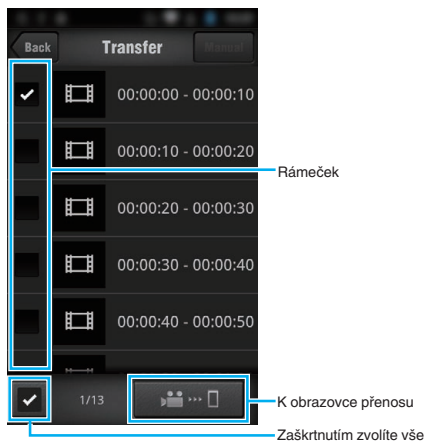 Back Transfer Manual
00:00:00 - 00:00:10
00:00:10 - 00:00:20
Rámeček
00:00:20 - 00:00:30
00:00:30 - 00:00:40
00:00:40 - 00:00:50
1/13
K obrazovce přenosu
Zaškrtnutím zvolíte vše